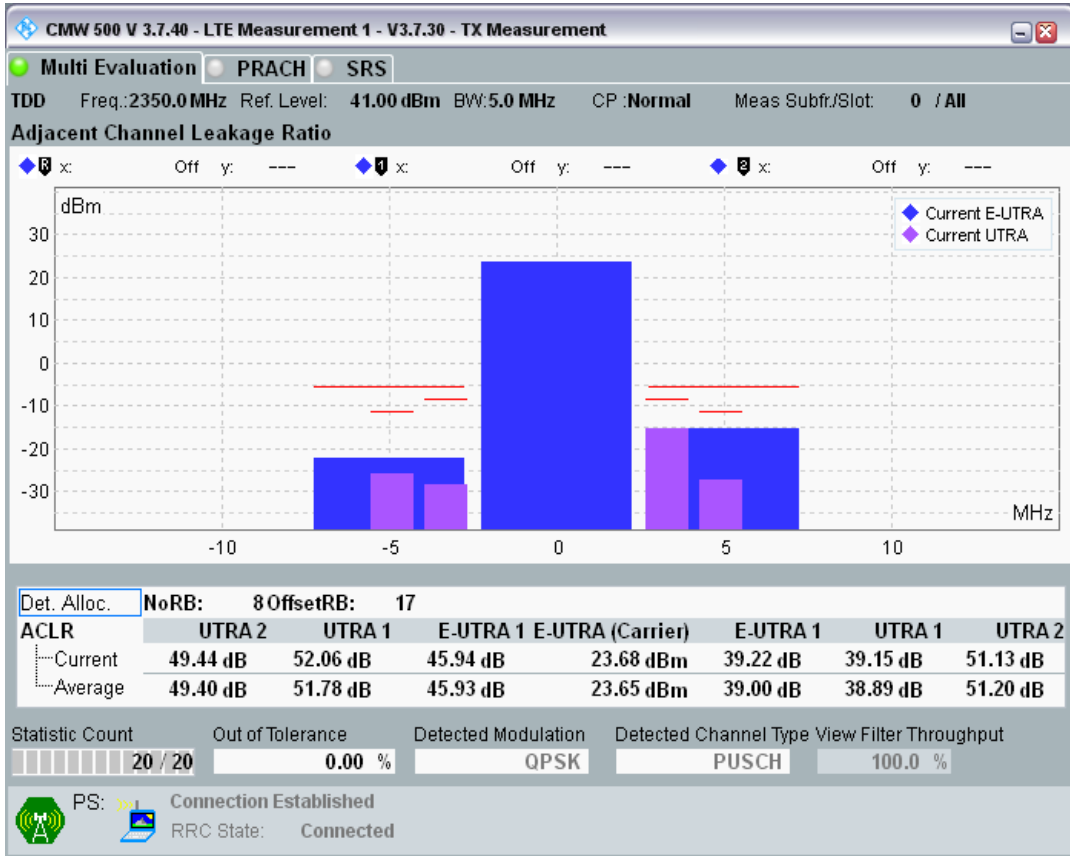 CMW 500 V 3.7.40 - LTE Measurement 1 - V3.7.30 - TX Measurement
Multi Evaluation PRACH SRS
TDD Freq.:2350.0 MHz Ref. Level: 41.00 dBm BW:5.0 MHz CP :Normal Meas Subfr./Slot: 0 / All
Adjacent Channel Leakage Ratio
R x: Off y: --- 1 x: Off y: --- 2 x: Off y: ---
dBm
Current E-UTRA
Current UTRA
30
20
10
0
-10
-20
-30
MHz
-10 -5 0 5 10
Det. Alloc. NoRB: 8 OffsetRB: 17
ACLR UTRA 2 UTRA 1 E-UTRA 1 E-UTRA (Carrier) E-UTRA 1 UTRA 1 UTRA 2
Current 49.44 dB 52.06 dB 45.94 dB 23.68 dBm 39.22 dB 39.15 dB 51.13 dB
Average 49.40 dB 51.78 dB 45.93 dB 23.65 dBm 39.00 dB 38.89 dB 51.20 dB
Statistic Count Out of Tolerance Detected Modulation Detected Channel Type View Filter Throughput
20 / 20 0.00 % QPSK PUSCH 100.0 %
PS: Connection Established
RRC State: Connected